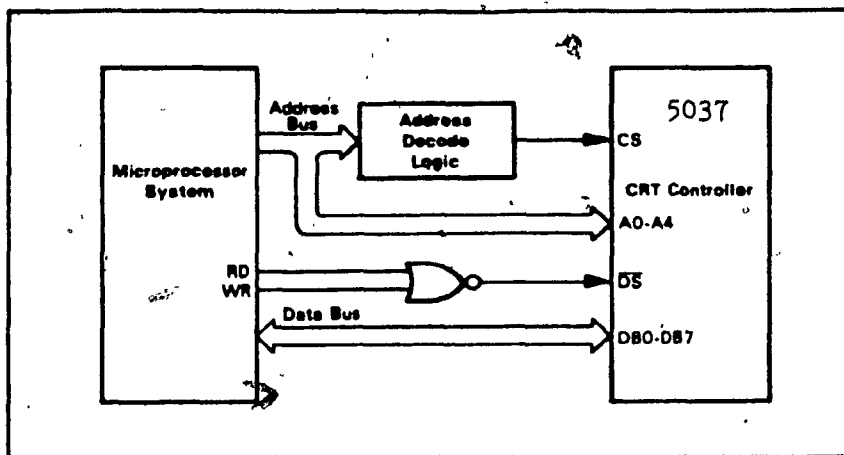 Address
Bus
Address
Decode
Logic
5037
CS
Microprocessor
System
CRT Controller
A0-A4
RD
WR
D̅S̅
Data Bus
DB0-DB7